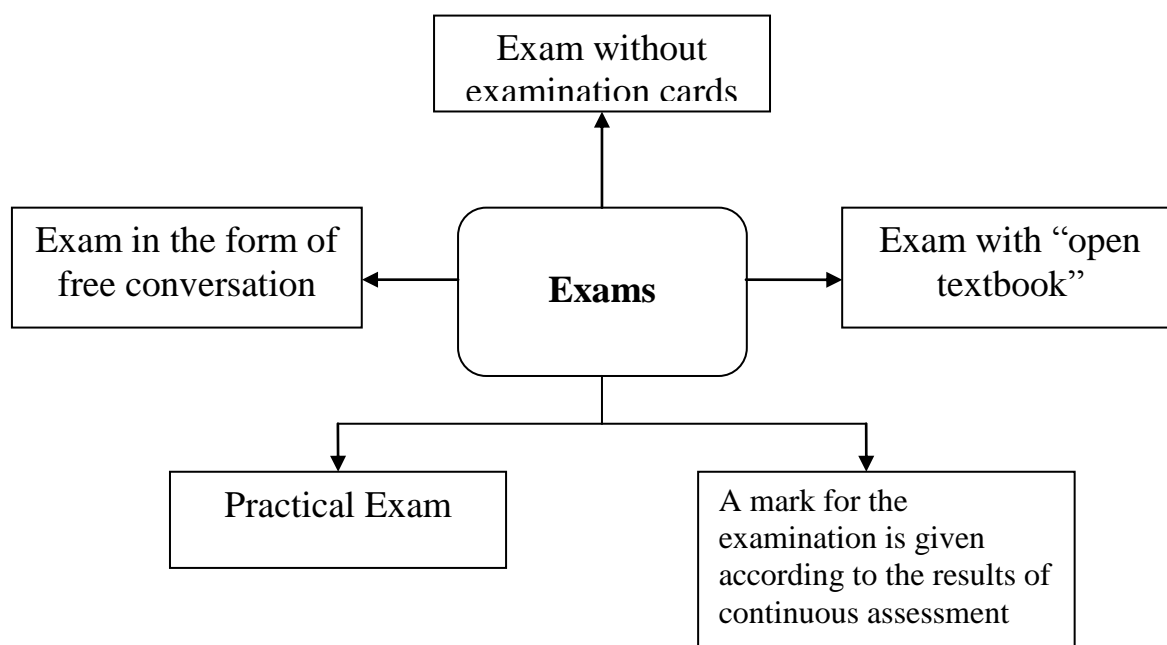 Exam without
examination cards
Exam in the form of
free conversation
Exams
Exam with “open
textbook”
Practical Exam
A mark for the
examination is given
according to the results of
continuous assessment